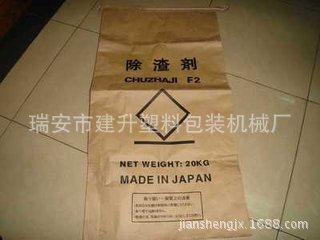 除渣剂
CHUZHAJI F2
瑞安市建升塑料包装机械厂
NET WEIGHT: 20KG
MADE IN JAPAN
jianshengjx.1688.com